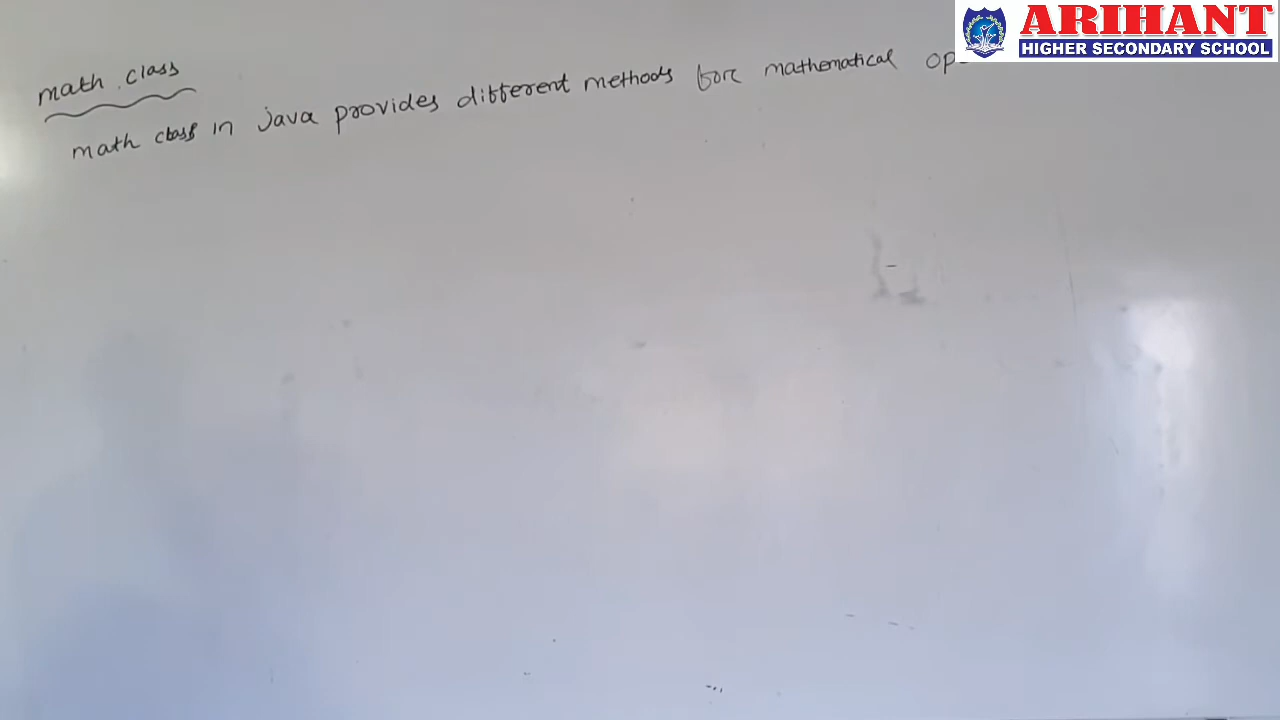 ARIHANT
HIGHER SECONDARY SCHOOL
math class
math class in java provides different methods for mathematical